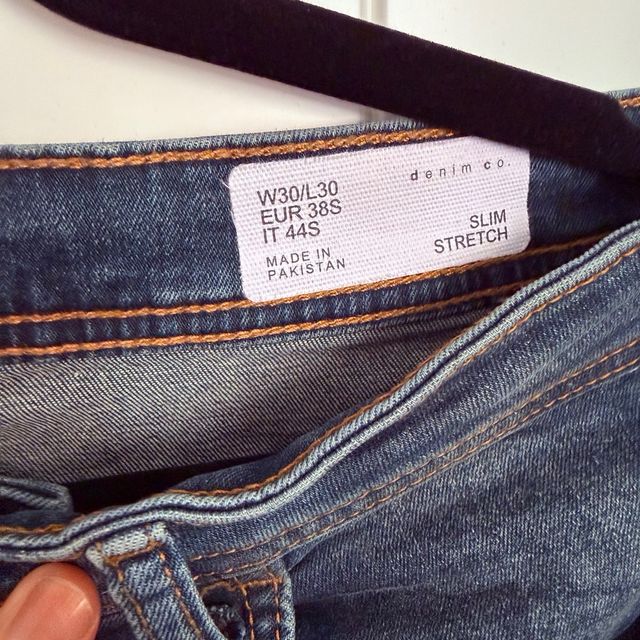 denim co.
W30/L30
EUR 38S
IT 44S
SLIM
STRETCH
MADE IN
PAKISTAN